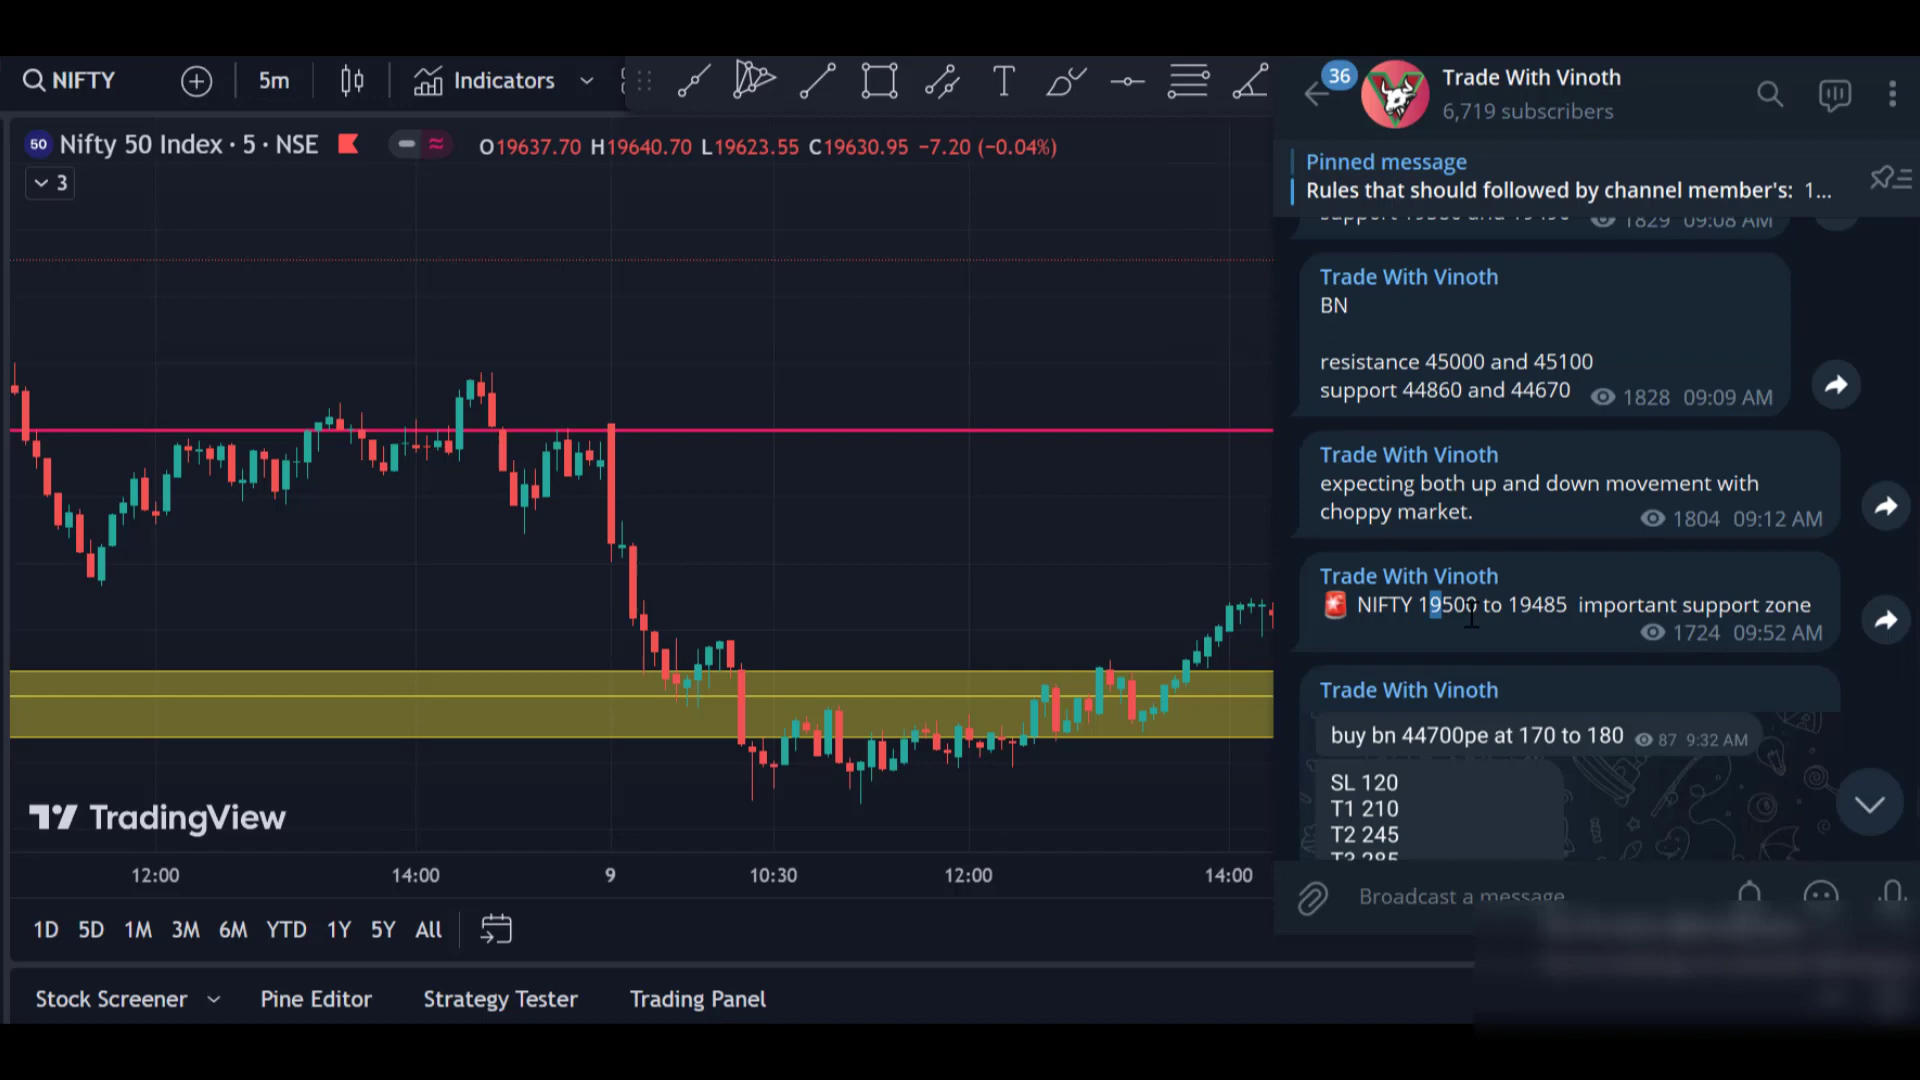 NIFTY
5m
Indicators
50 Nifty 50 Index · 5 · NSE
O19637.70 H19640.70 L19623.55 C19630.95 −7.20 (−0.04%)
3
TradingView
12:00 14:00 9 10:30 12:00 14:00
1D 5D 1M 3M 6M YTD 1Y 5Y All
Stock Screener Pine Editor Strategy Tester Trading Panel
36
Trade With Vinoth
6,719 subscribers
Pinned message
Rules that should followed by channel member's: 1...
1829 09:08 AM
Trade With Vinoth
BN
resistance 45000 and 45100
support 44860 and 44670 1828 09:09 AM
Trade With Vinoth
expecting both up and down movement with
choppy market. 1804 09:12 AM
Trade With Vinoth
🚨 NIFTY 19500 to 19485 important support zone
1724 09:52 AM
Trade With Vinoth
buy bn 44700pe at 170 to 180 87 9:32 AM
SL 120
T1 210
T2 245
T3 285
Broadcast a message